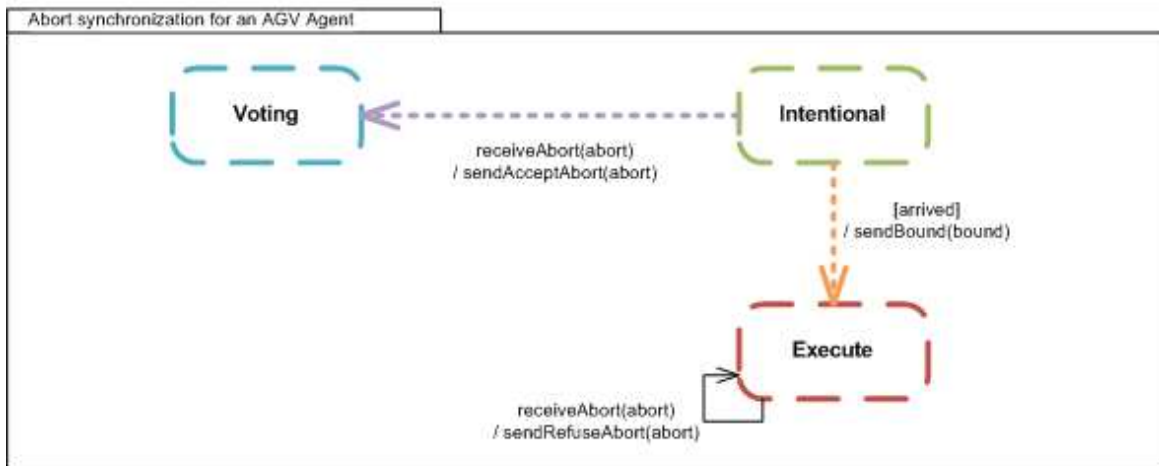 Abort synchronization for an AGV Agent
Voting
Intentional
receiveAbort(abort)
/ sendAcceptAbort(abort)
[arrived]
/ sendBound(bound)
Execute
receiveAbort(abort)
/ sendRefuseAbort(abort)